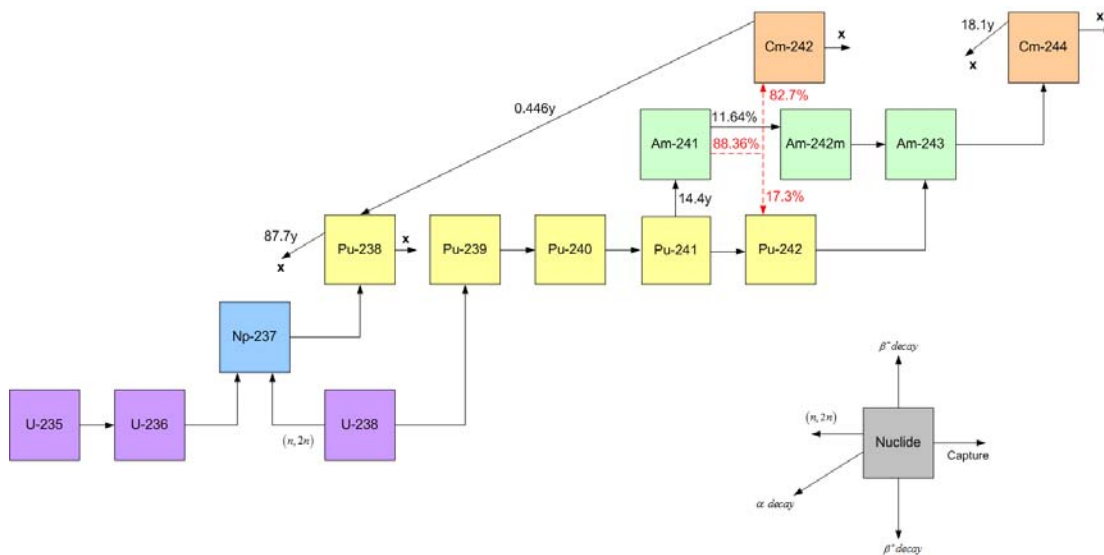 Cm-242
x
18.1y
x
Cm-244
x
82.7%
0.446y
11.64%
Am-241
88.36%
Am-242m
Am-243
14.4y
17.3%
87.7y
x
Pu-238
x
Pu-239
Pu-240
Pu-241
Pu-242
Np-237
U-235
U-236
(n,2n)
U-238
β⁻ decay
(n,2n)
Nuclide
Capture
α decay
β⁺ decay